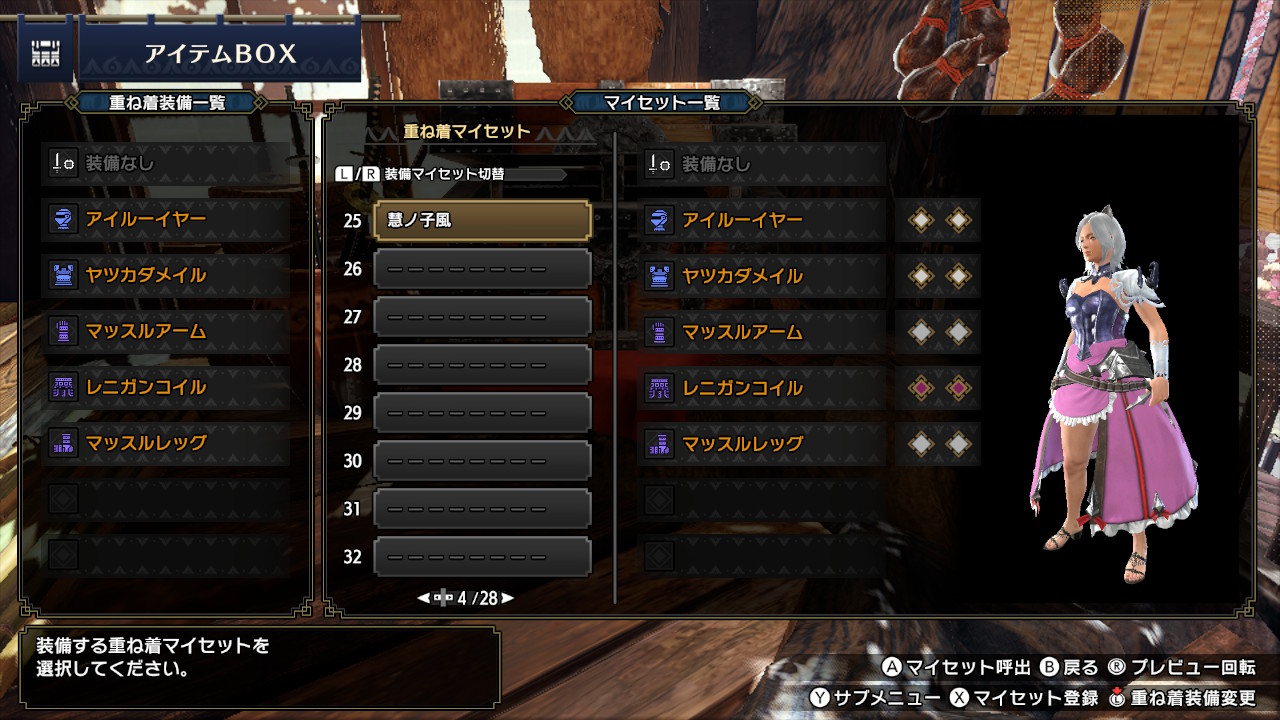 アイテムBOX
重ね着装備一覧
装備なし
アイルーイヤー
ヤツカダメイル
マッスルアーム
レニガンコイル
マッスルレッグ
マイセット一覧
重ね着マイセット
L/R 装備マイセット切替
25 慧ノ子風
26 --------
27 --------
28 --------
29 --------
30 --------
31 --------
32 --------
4/28
装備なし
アイルーイヤー
ヤツカダメイル
マッスルアーム
レニガンコイル
マッスルレッグ
装備する重ね着マイセットを
選択してください。
Aマイセット呼出 B戻る Rプレビュー回転
Yサブメニュー Xマイセット登録 L重ね着装備変更